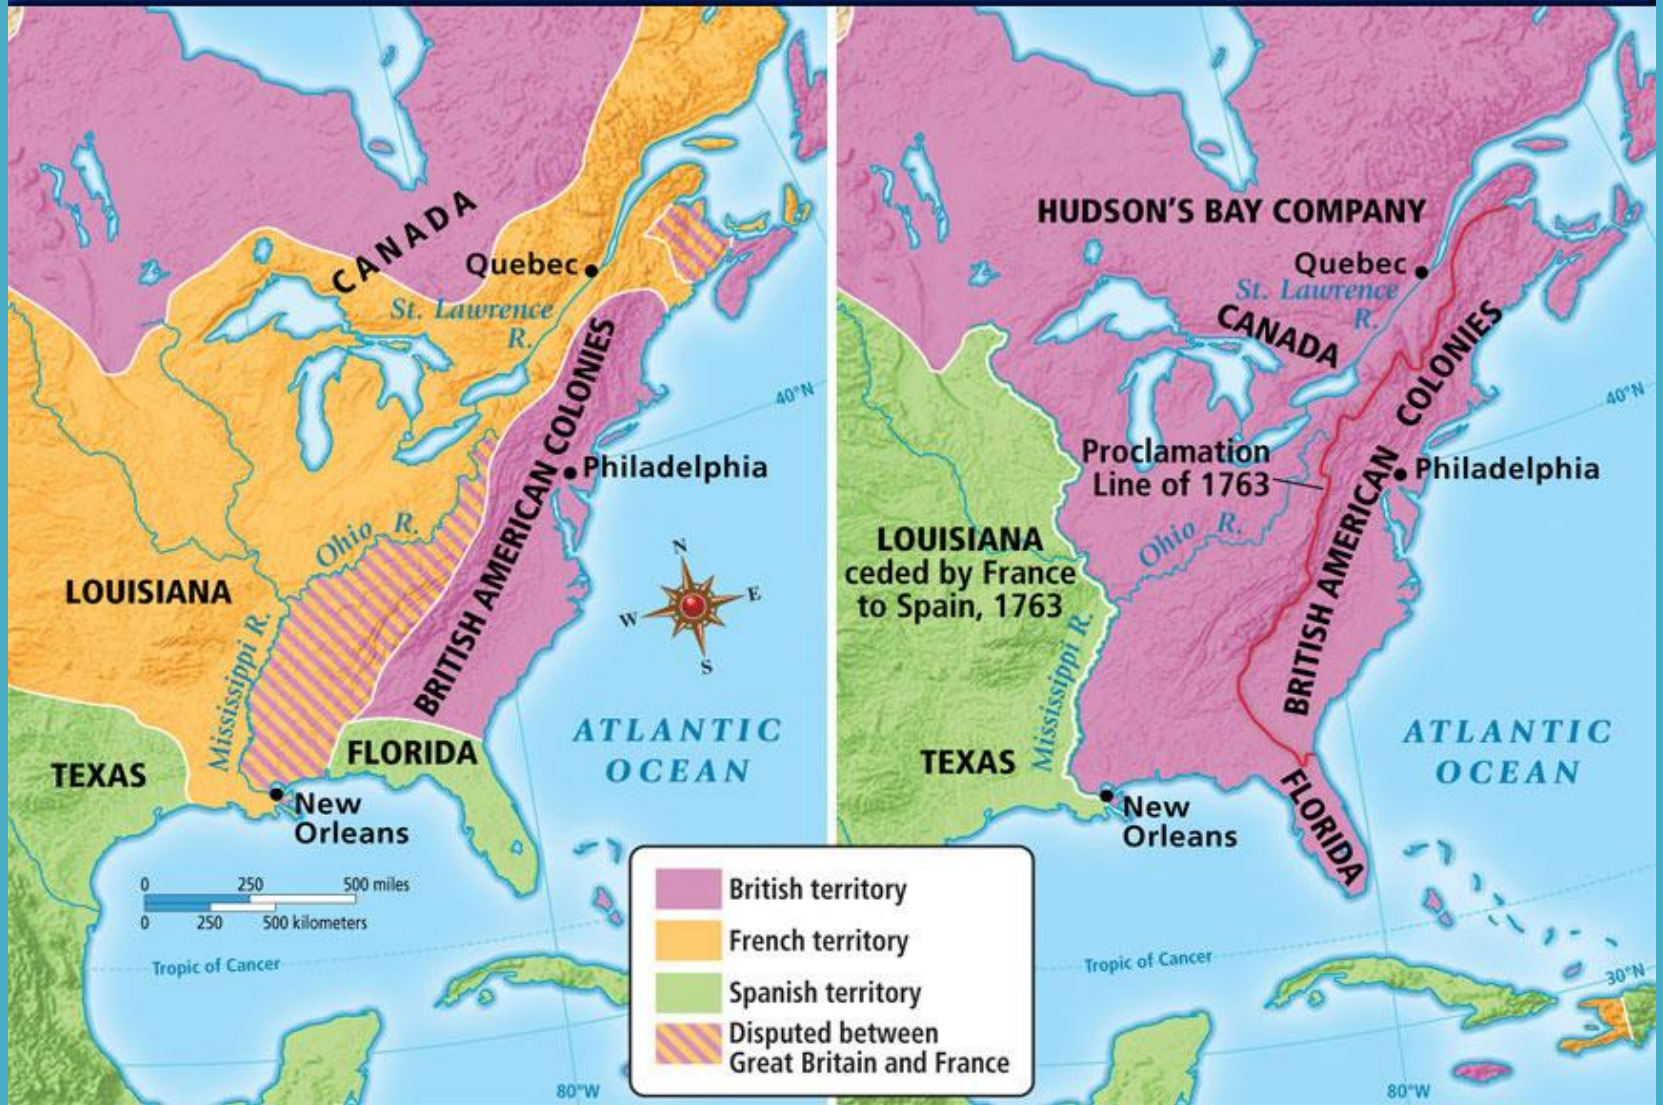 CANADA
Quebec
St. Lawrence
R.
BRITISH AMERICAN COLONIES
40°N
Philadelphia
Ohio R.
LOUISIANA
Mississippi R.
N
W
E
S
ATLANTIC
OCEAN
FLORIDA
TEXAS
New
Orleans
0 250 500 miles
0 250 500 kilometers
Tropic of Cancer
80°W
HUDSON'S BAY COMPANY
Quebec
St. Lawrence
R.
CANADA
BRITISH AMERICAN COLONIES
40°N
Proclamation
Line of 1763
Philadelphia
Ohio R.
LOUISIANA
ceded by France
to Spain, 1763
Mississippi R.
ATLANTIC
OCEAN
TEXAS
FLORIDA
New
Orleans
Tropic of Cancer
30°N
80°W
British territory
French territory
Spanish territory
Disputed between
Great Britain and France